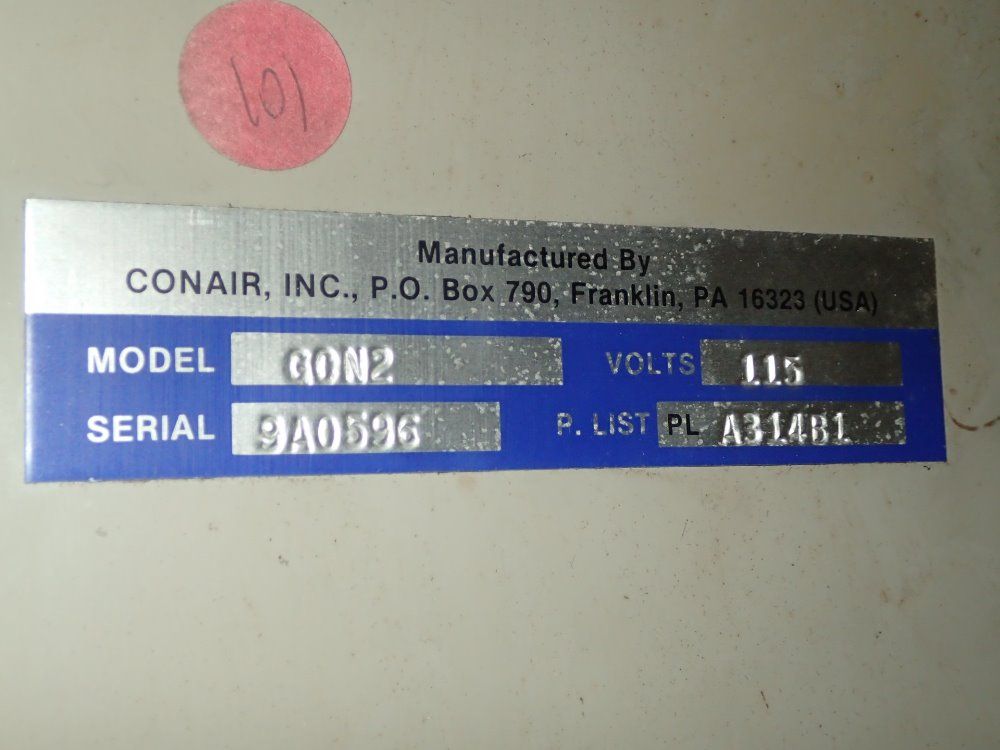 101
Manufactured By
CONAIR, INC., P.O. Box 790, Franklin, PA 16323 (USA)
MODEL GON2 VOLTS 115
SERIAL 9A0596 P. LIST PL A314B1